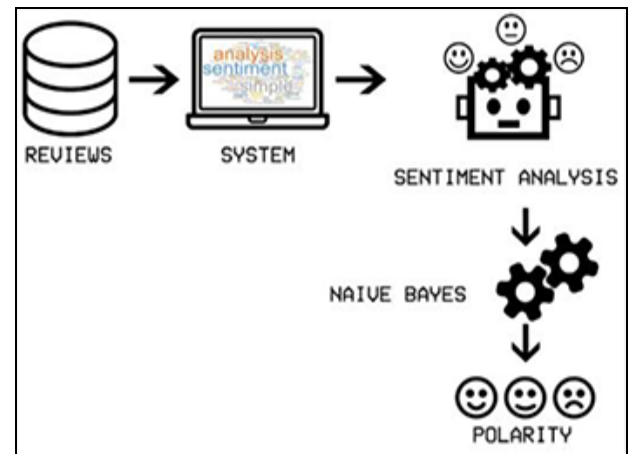 analysis
sentiment
simple
REVIEWS
SYSTEM
SENTIMENT ANALYSIS
NAIVE BAYES
POLARITY